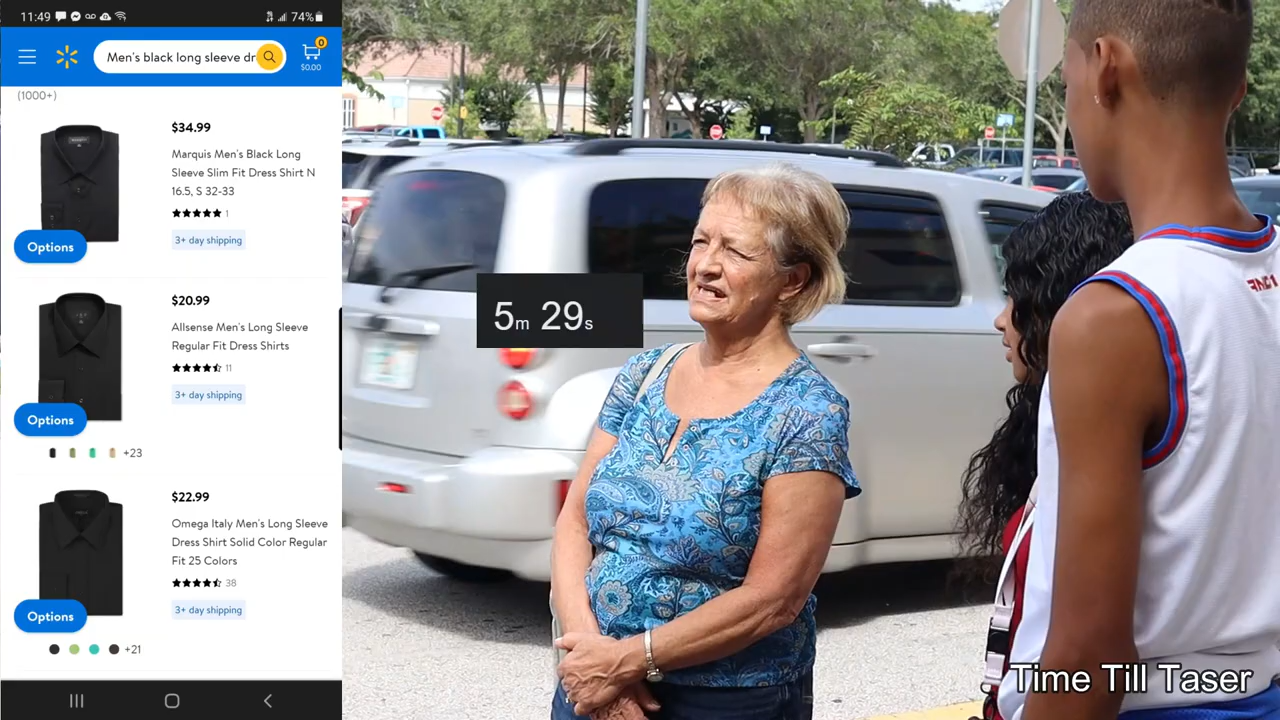 11:49
74%
Men's black long sleeve dr
0
$0.00
(1000+)
$34.99
Marquis Men's Black Long
Sleeve Slim Fit Dress Shirt N
16.5, S 32-33
1
3+ day shipping
Options
$20.99
Allsense Men's Long Sleeve
Regular Fit Dress Shirts
11
3+ day shipping
Options
+23
$22.99
Omega Italy Men's Long Sleeve
Dress Shirt Solid Color Regular
Fit 25 Colors
38
3+ day shipping
Options
+21
5m 29s
Time Till Taser